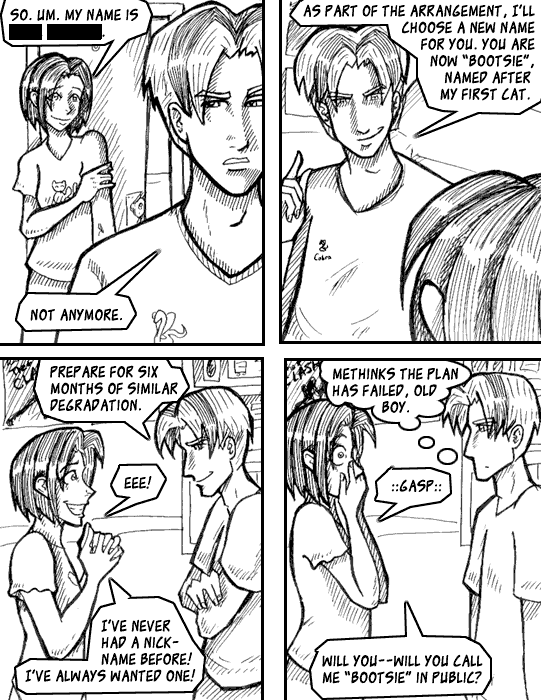 SO. UM. MY NAME IS
.
NOT ANYMORE.
AS PART OF THE ARRANGEMENT, I'LL
CHOOSE A NEW NAME
FOR YOU. YOU ARE
NOW "BOOTSIE",
NAMED AFTER
MY FIRST CAT.
Cobra
PREPARE FOR SIX
MONTHS OF SIMILAR
DEGRADATION.
EEE!
I'VE NEVER
HAD A NICK-
NAME BEFORE!
I'VE ALWAYS WANTED ONE!
METHINKS THE PLAN
HAS FAILED, OLD
BOY.
::GASP::
WILL YOU--WILL YOU CALL
ME "BOOTSIE" IN PUBLIC?